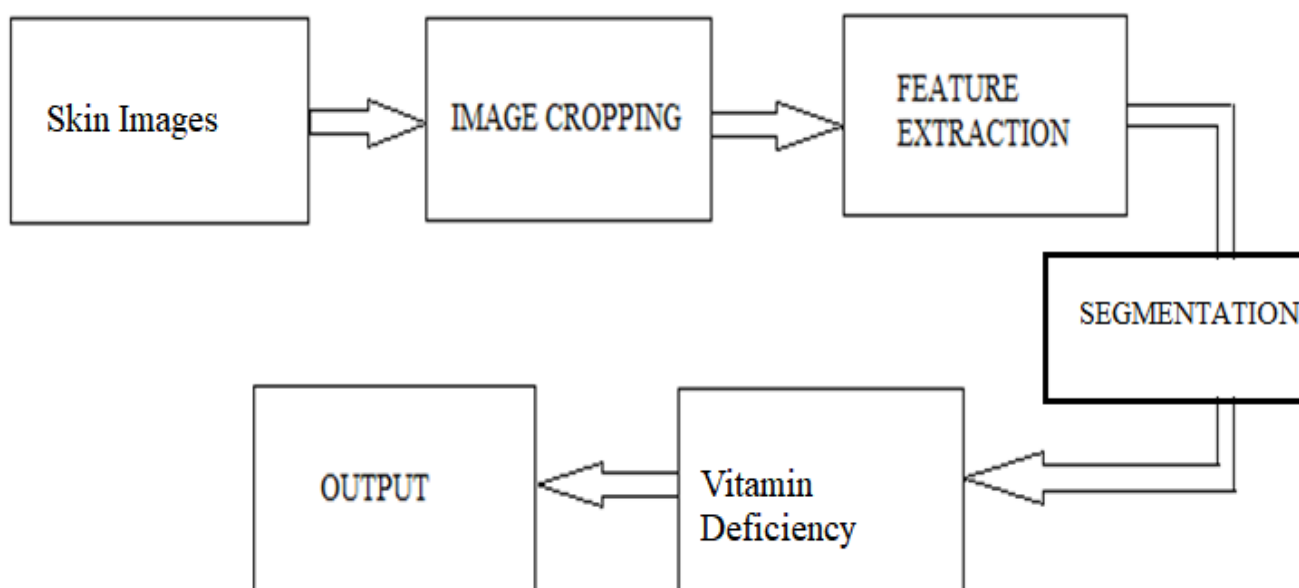 Skin Images
IMAGE CROPPING
FEATURE
EXTRACTION
SEGMENTATION
Vitamin
Deficiency
OUTPUT